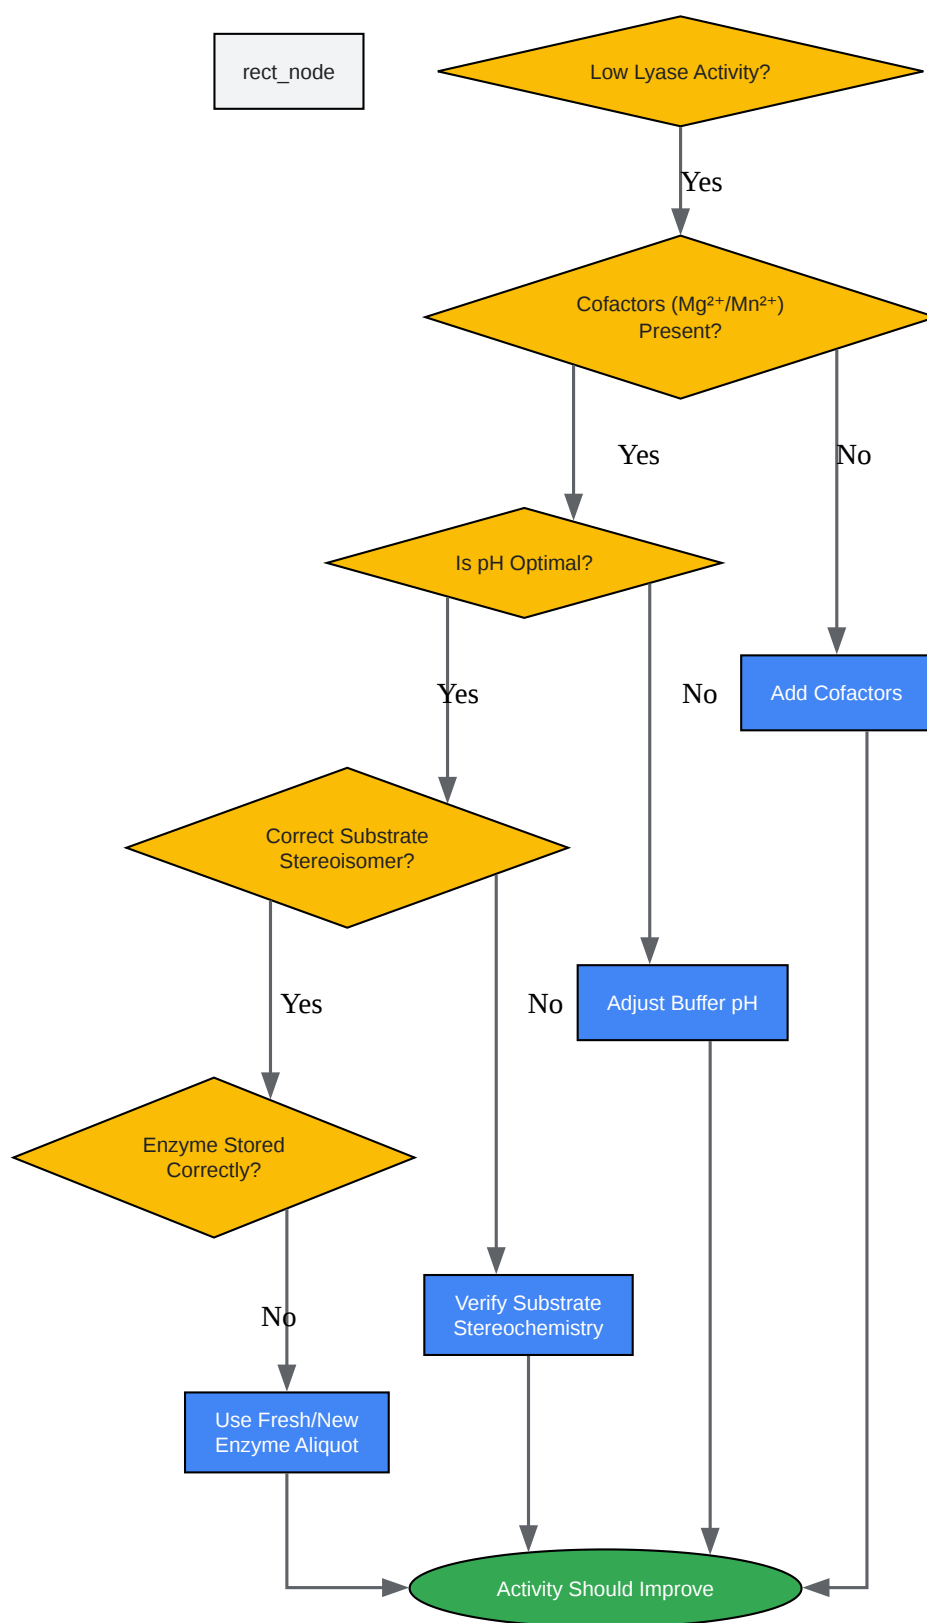 rect_node
Low Lyase Activity?
Yes
Cofactors (Mg²⁺/Mn²⁺)
Present?
Yes
No
Is pH Optimal?
Yes
No
Add Cofactors
Correct Substrate
Stereoisomer?
Yes
No
Adjust Buffer pH
Enzyme Stored
Correctly?
No
Verify Substrate
Stereochemistry
Use Fresh/New
Enzyme Aliquot
Activity Should Improve